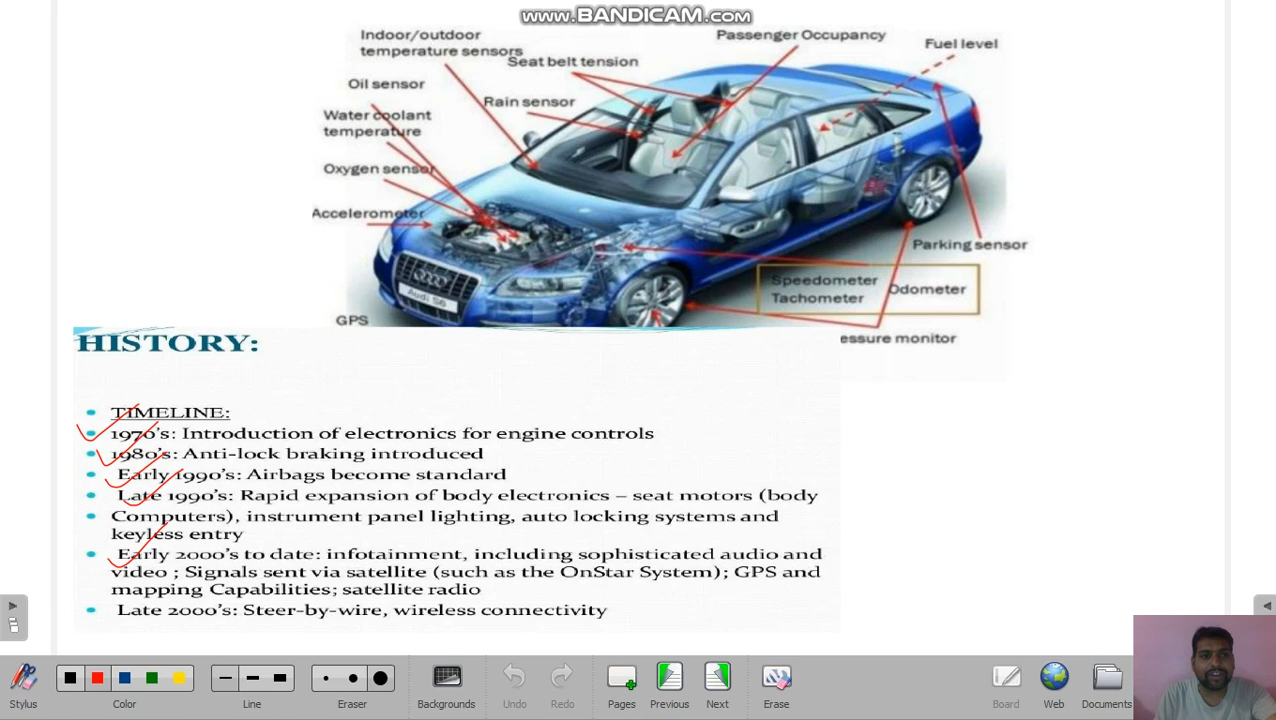 www.BANDICAM.com
Indoor/outdoor
temperature sensors
Passenger Occupancy
Fuel level
Seat belt tension
Oil sensor
Rain sensor
Water coolant
temperature
Oxygen sensor
Accelerometer
Parking sensor
Speedometer
Tachometer
Odometer
Audi S6
GPS
essure monitor
HISTORY:
TIMELINE:
1970's: Introduction of electronics for engine controls
1980's: Anti-lock braking introduced
Early 1990's: Airbags become standard
Late 1990's: Rapid expansion of body electronics – seat motors (body
Computers), instrument panel lighting, auto locking systems and
keyless entry
Early 2000's to date: infotainment, including sophisticated audio and
video ; Signals sent via satellite (such as the OnStar System); GPS and
mapping Capabilities; satellite radio
Late 2000's: Steer-by-wire, wireless connectivity
Stylus
Color
Line
Eraser
Backgrounds
Undo
Redo
Pages
Previous
Next
Erase
Board
Web
Documents